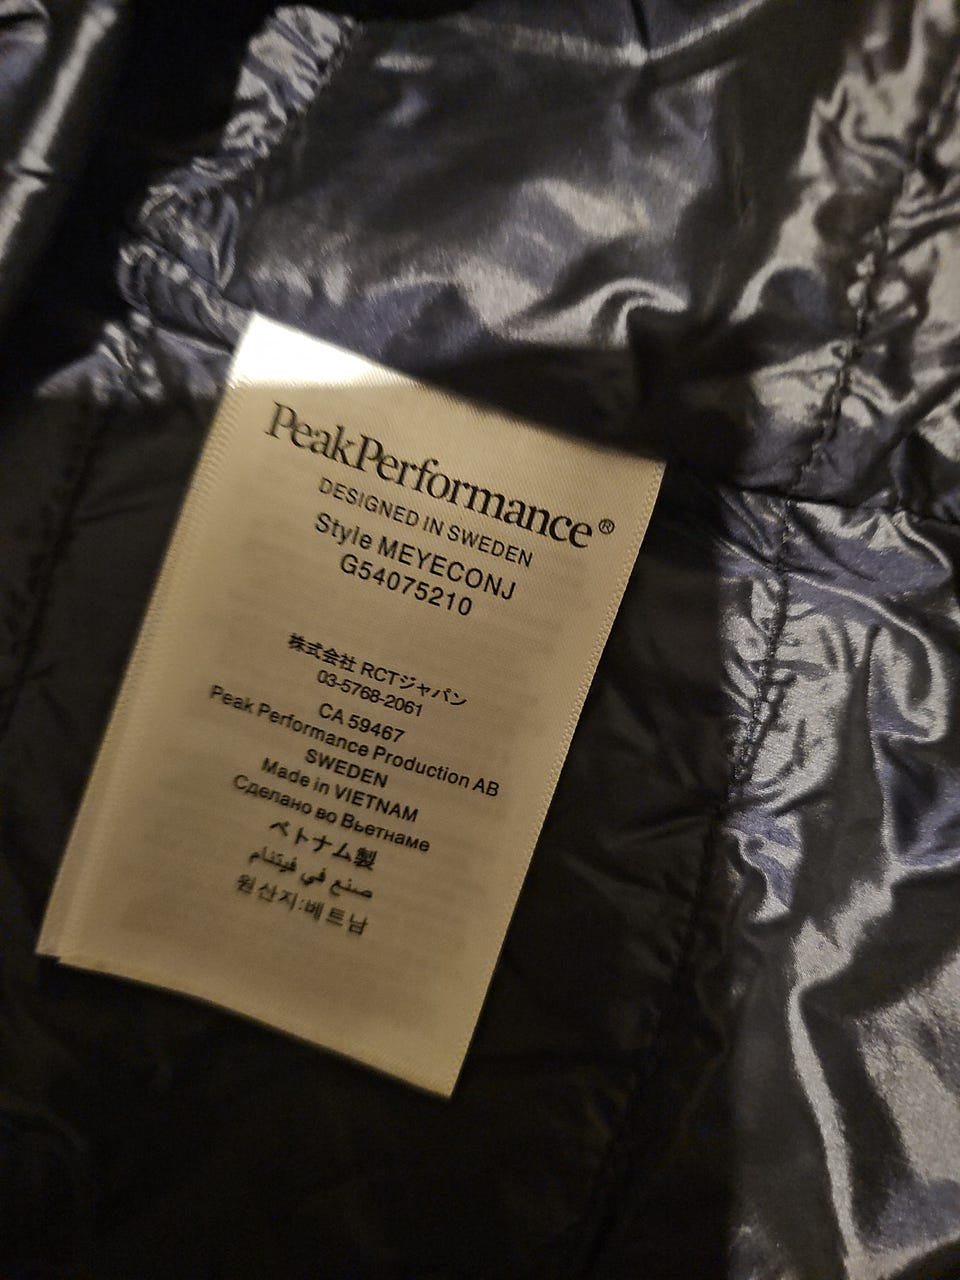 PeakPerformance®
DESIGNED IN SWEDEN
Style MEYECONJ
G54075210
株式会社 RCTジャパン
03-5768-2061
CA 59467
Peak Performance Production AB
SWEDEN
Made in VIETNAM
Сделано во Вьетнаме
ベトナム製
صنع في فيتنام
원산지:베트남